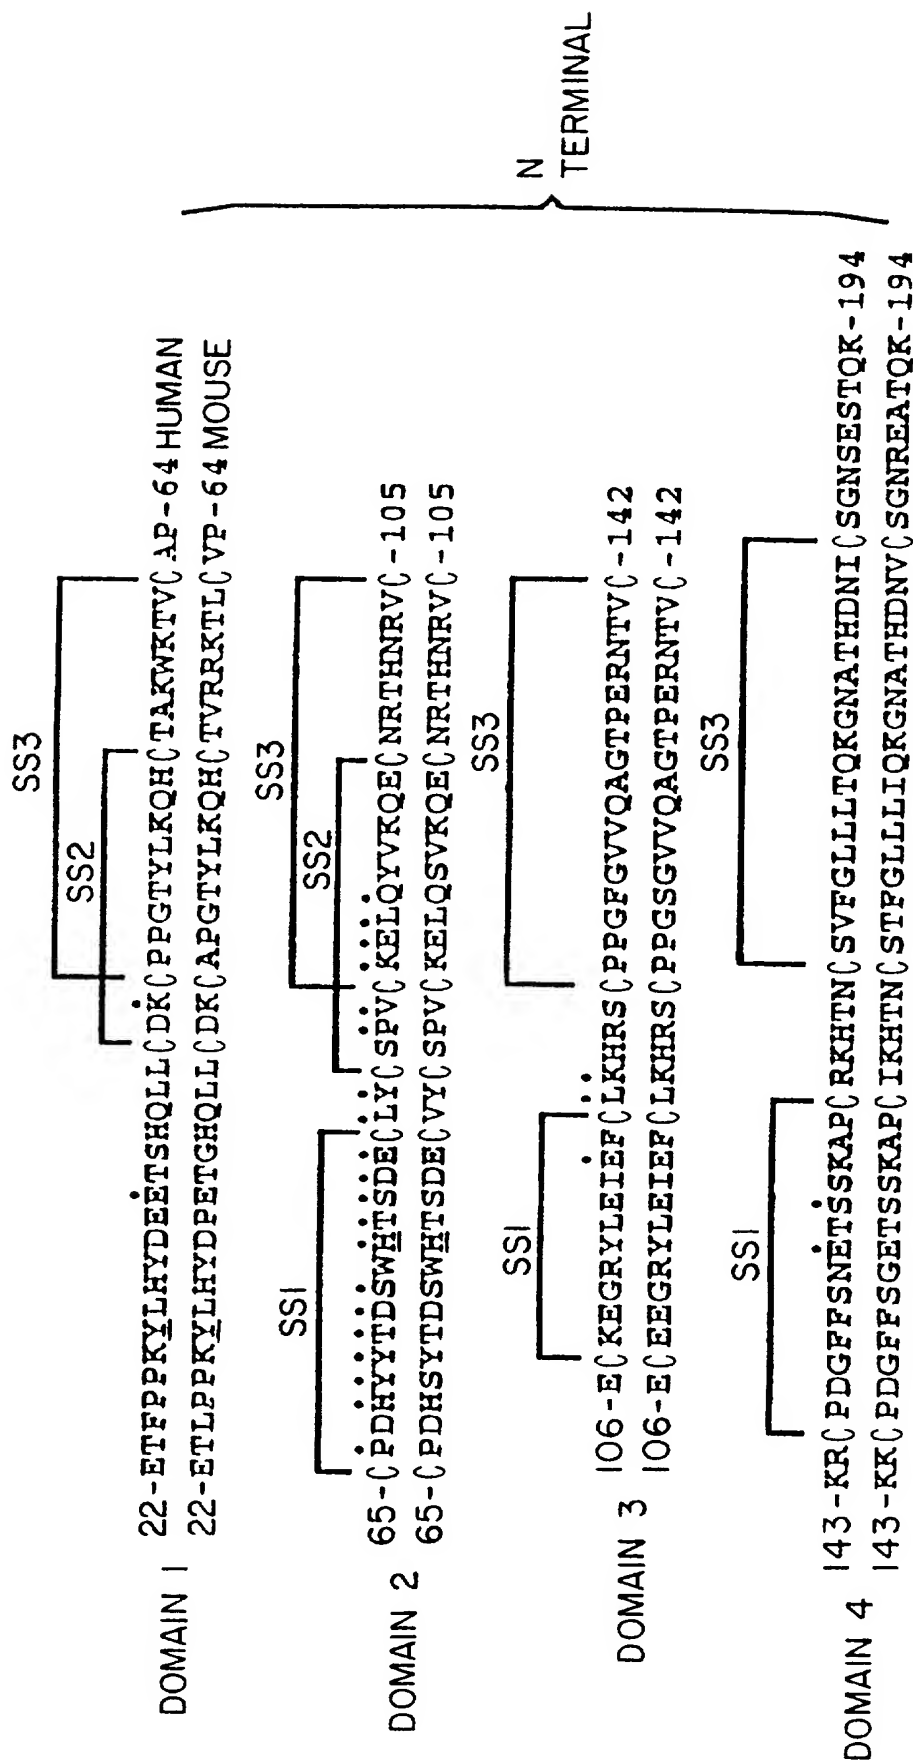 SS3
SS2
DOMAIN 1
22-ETFPPKYLHYDEETSHQLLCDKCPPGTYLKQHCTAKWKTVCAP-64 HUMAN
22-ETLPPKYLHYDPETGHQLLCDKCAPGTYLKQHCTVRRKTLCVP-64 MOUSE
SS1
SS3
SS2
DOMAIN 2
65-CPDHYYTDSWHTSDECLYCSPVCKELQYVKQECNRTHNRVC-105
65-CPDHSYTDSWHTSDECVYCSPVCKELQSVKQECNRTHNRVC-105
SS1
SS3
DOMAIN 3
106-ECKEGRYLEIEFCLKHRSCPPGFGVVQAGTPERNTVC-142
106-ECEEGRYLEIEFCLKHRSCPPGSGVVQAGTPERNTVC-142
SS1
SS3
DOMAIN 4
143-KRCPDGFFSNETSSKAPCRKHTNCSVFGLLLTQKGNATHDNICSGNSESTQK-194
143-KKCPDGFFSGETSSKAPCIKHTNCSTFGLLLIQKGNATHDNVCSGNREATQK-194
N
TERMINAL